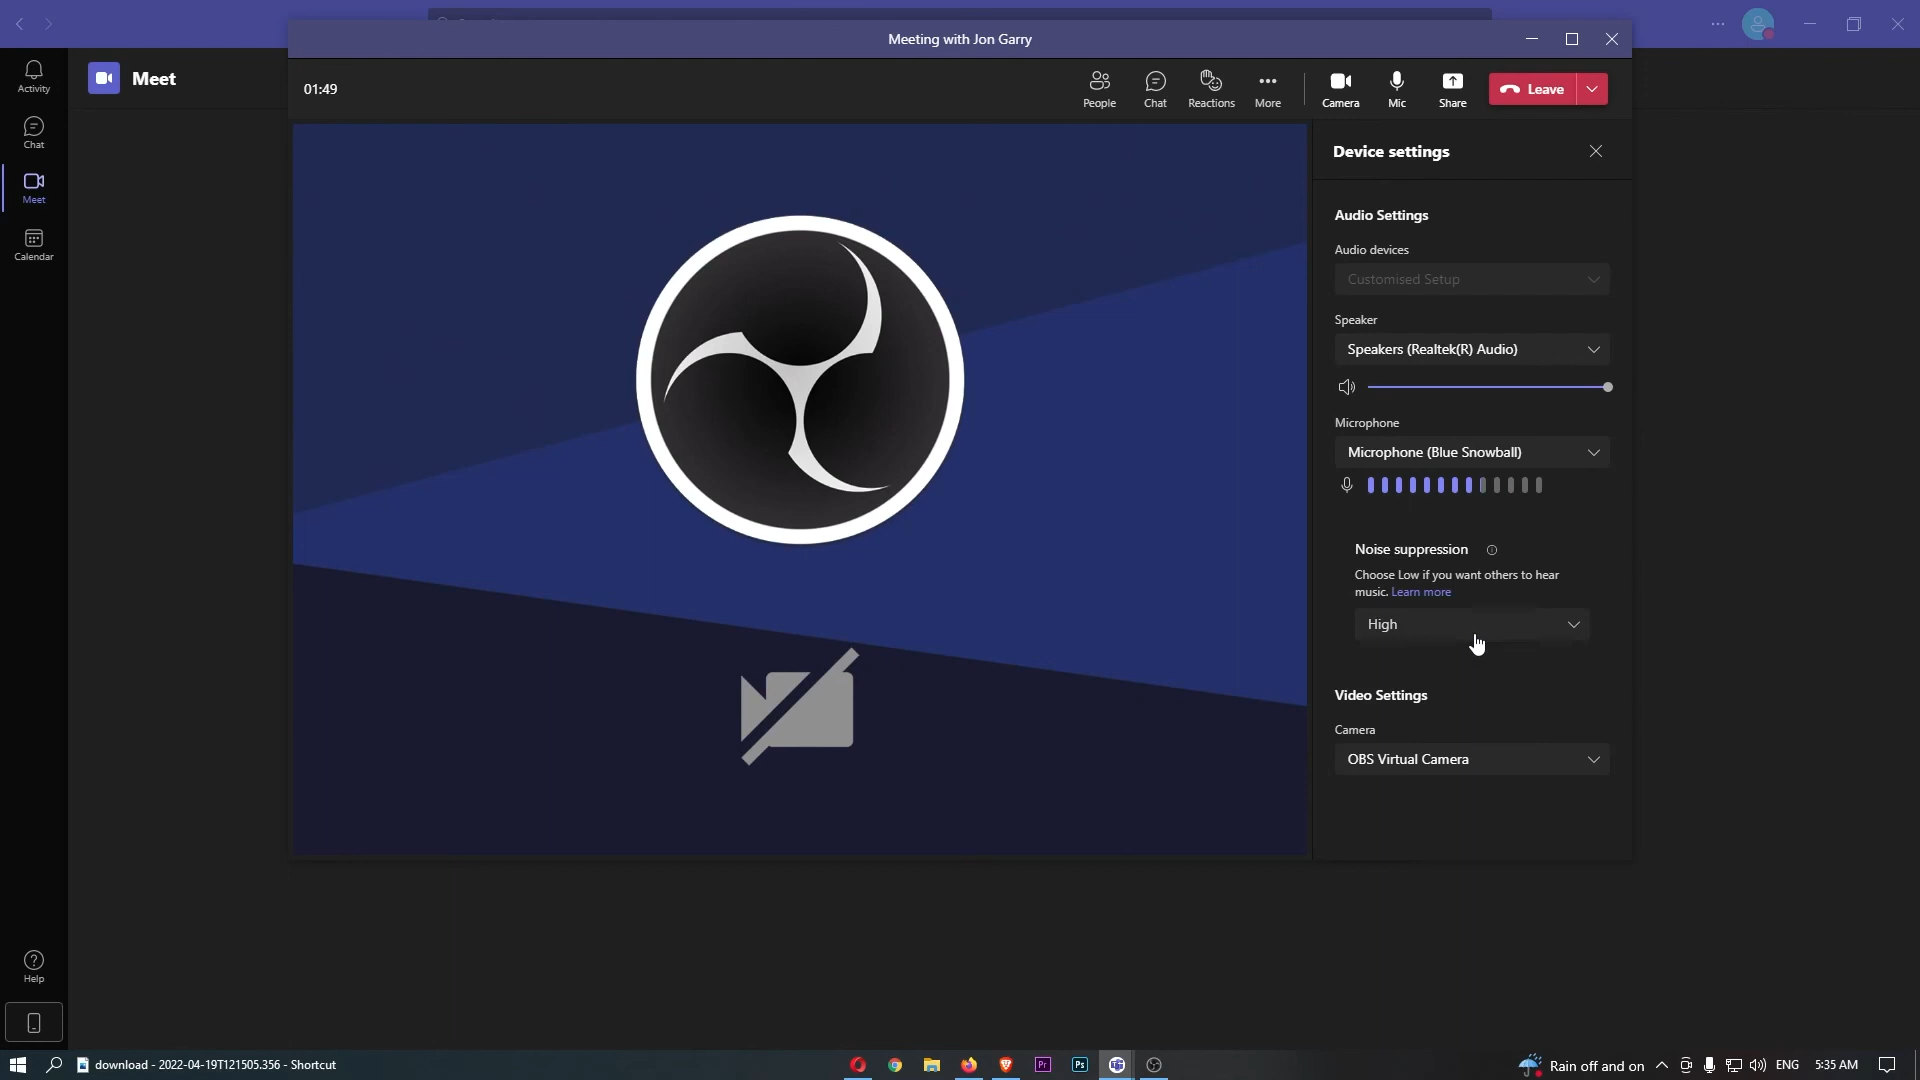 Meeting with Jon Garry
Activity
Chat
Meet
Calendar
Help
Meet
01:49
People
Chat
Reactions
More
Camera
Mic
Share
Leave
Device settings
Audio Settings
Audio devices
Customised Setup
Speaker
Speakers (Realtek(R) Audio)
Microphone
Microphone (Blue Snowball)
Noise suppression
Choose Low if you want others to hear
music. Learn more
High
Video Settings
Camera
OBS Virtual Camera
download - 2022-04-19T121505.356 - Shortcut
Pr
Ps
Rain off and on
ENG
5:35 AM